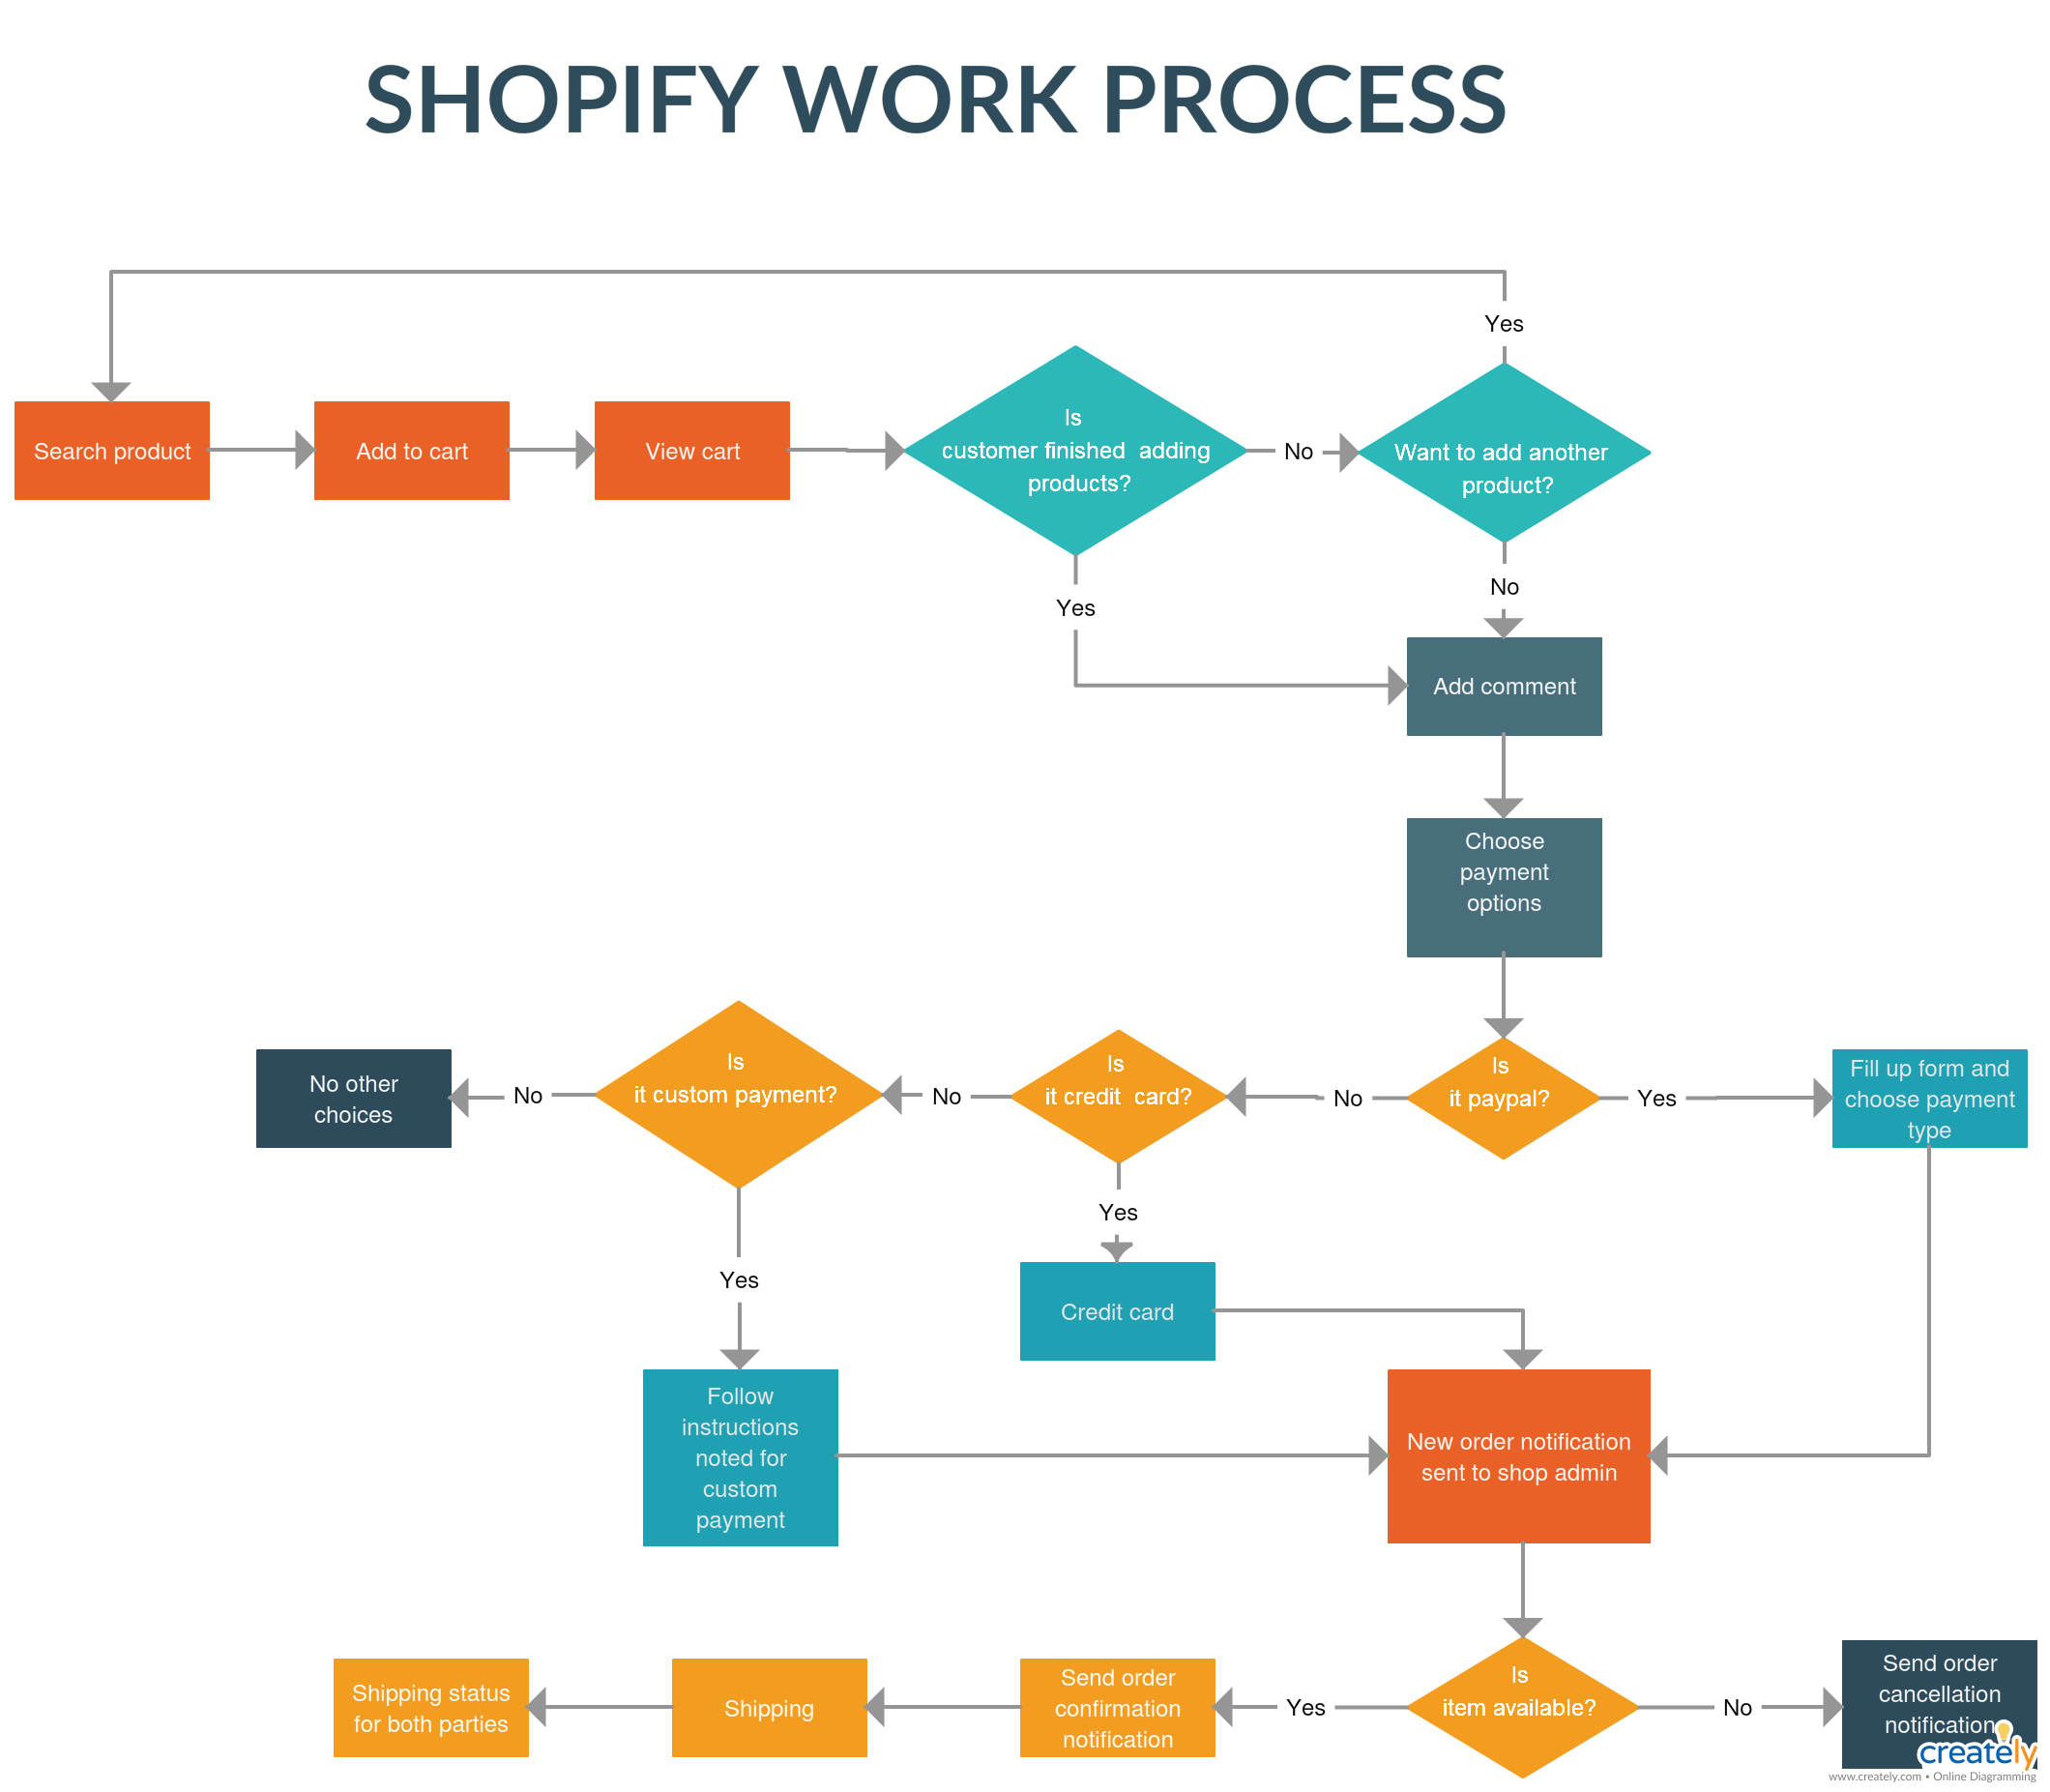 SHOPIFY WORK PROCESS
Yes
Search product
Add to cart
View cart
Is
customer finished adding
products?
No
Want to add another
product?
Yes
No
Add comment
Choose
payment
options
No other
choices
No
Is
it custom payment?
No
Is
it credit card?
No
Is
it paypal?
Yes
Fill up form and
choose payment
type
Yes
Yes
Credit card
Follow
instructions
noted for
custom
payment
New order notification
sent to shop admin
Shipping status
for both parties
Shipping
Send order
confirmation
notification
Yes
Is
item available?
No
Send order
cancellation
notification
creately
www.creately.com • Online Diagramming